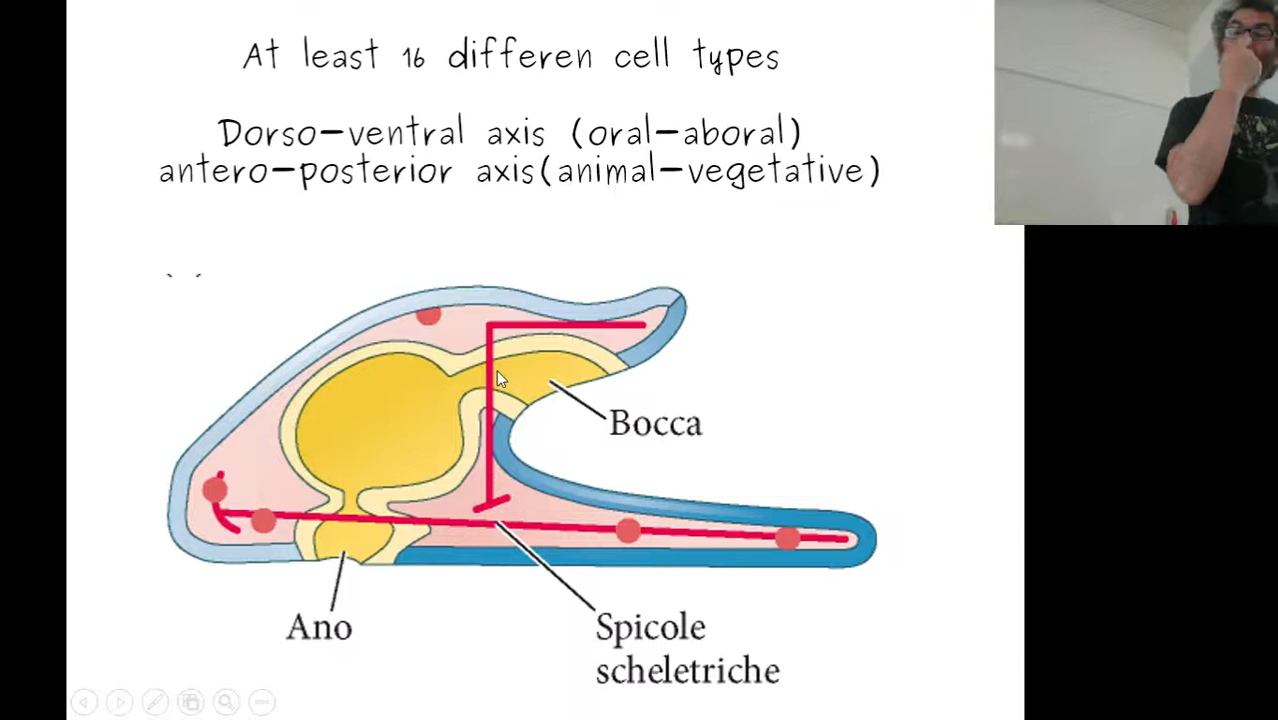 At least 16 differen cell types
Dorso-ventral axis (oral-aboral)
antero-posterior axis(animal-vegetative)
Bocca
Ano
Spicole
scheletriche